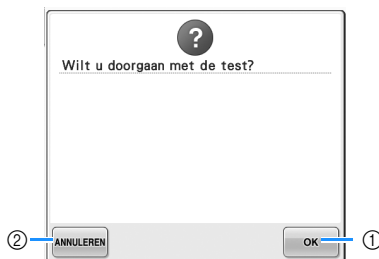 ?
Wilt u doorgaan met de test?
② ANNULEREN OK ①